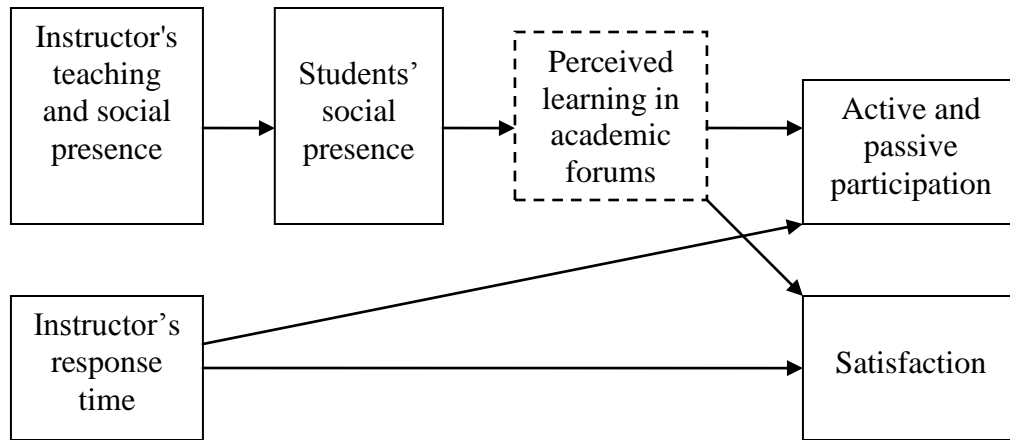 Instructor's
teaching
and social
presence
Students’
social
presence
Perceived
learning in
academic
forums
Active and
passive
participation
Instructor’s
response
time
Satisfaction